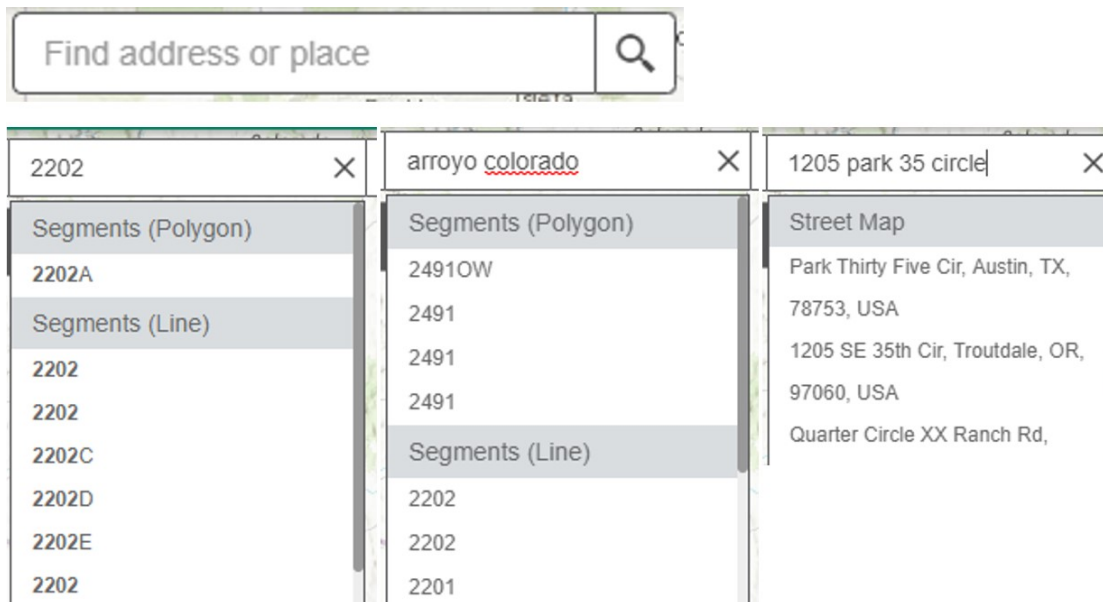 Find address or place
2202
Segments (Polygon)
2202A
Segments (Line)
2202
2202
2202C
2202D
2202E
2202
arroyo colorado
Segments (Polygon)
2491OW
2491
2491
2491
Segments (Line)
2202
2202
2201
1205 park 35 circle
Street Map
Park Thirty Five Cir, Austin, TX,
78753, USA
1205 SE 35th Cir, Troutdale, OR,
97060, USA
Quarter Circle XX Ranch Rd,